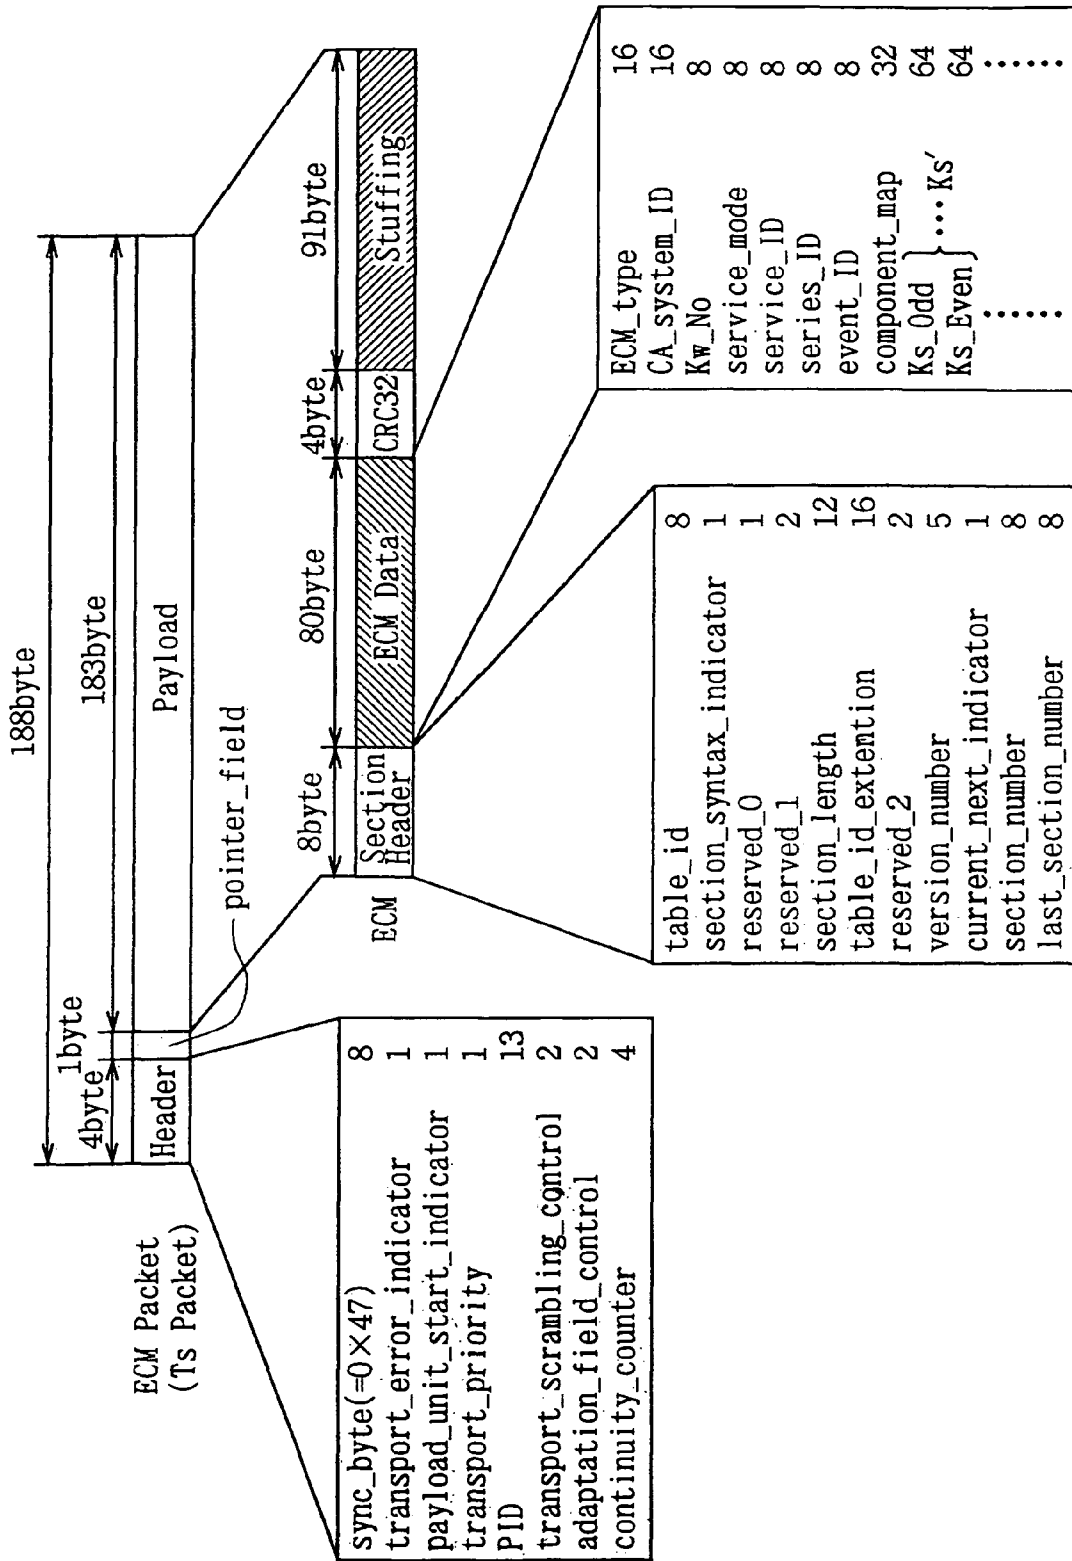 188byte
4byte 1byte 183byte
ECM Packet
(Ts Packet)
Header
Payload
pointer_field
8byte 80byte 4byte 91byte
ECM
Section
Header
ECM Data
CRC32
Stuffing
sync_byte(=0×47) 8
transport_error_indicator 1
payload_unit_start_indicator 1
transport_priority 1
PID 13
transport_scrambling_control 2
adaptation_field_control 2
continuity_counter 4
table_id 8
section_syntax_indicator 1
reserved_0 1
reserved_1 2
section_length 12
table_id_extention 16
reserved_2 2
version_number 5
current_next_indicator 1
section_number 8
last_section_number 8
ECM_type 16
CA_system_ID 16
Kw_No 8
service_mode 8
service_ID 8
series_ID 8
event_ID 8
component_map 32
Ks_Odd 64
····Ks′
Ks_Even 64
······ ······